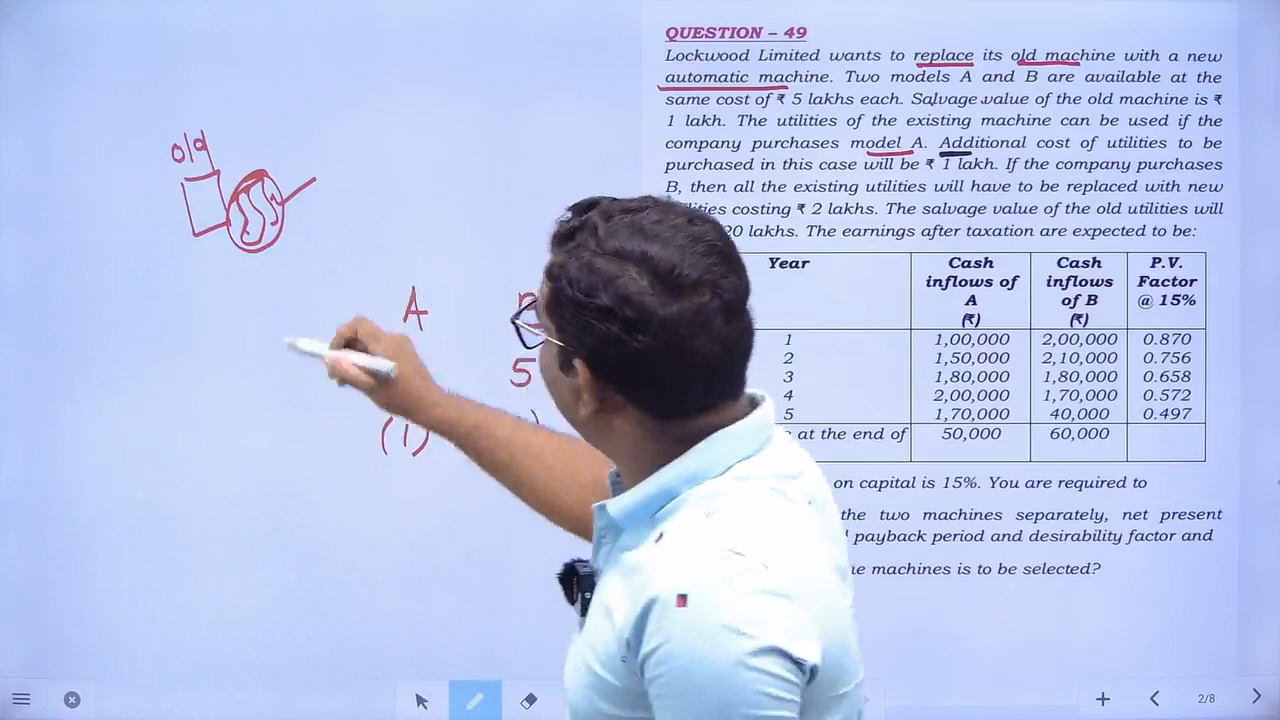 QUESTION – 49
Lockwood Limited wants to replace its old machine with a new
automatic machine. Two models A and B are available at the
same cost of ₹ 5 lakhs each. Salvage value of the old machine is ₹
1 lakh. The utilities of the existing machine can be used if the
company purchases model A. Additional cost of utilities to be
purchased in this case will be ₹ 1 lakh. If the company purchases
B, then all the existing utilities will have to be replaced with new
costing ₹ 2 lakhs. The salvage value of the old utilities will
20 lakhs. The earnings after taxation are expected to be:
Year Cash inflows of A (₹) Cash inflows of B (₹) P.V. Factor @ 15%
1 1,00,000 2,00,000 0.870
2 1,50,000 2,10,000 0.756
3 1,80,000 1,80,000 0.658
4 2,00,000 1,70,000 0.572
5 1,70,000 40,000 0.497
at the end of 50,000 60,000
on capital is 15%. You are required to
the two machines separately, net present
payback period and desirability factor and
machines is to be selected?
old
A
5
(1)
2/8